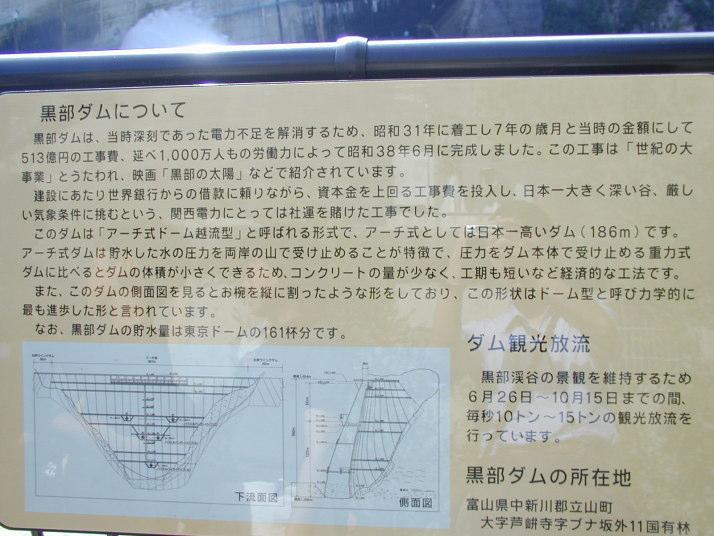 黒部ダムについて
黒部ダムは、当時深刻であった電力不足を解消するため、昭和31年に着工し7年の歳月と当時の金額にして
513億円の工事費、延べ1,000万人もの労働力によって昭和38年6月に完成しました。この工事は「世紀の大
事業」とうたわれ、映画「黒部の太陽」などで紹介されています。
建設にあたり世界銀行からの借款に頼りながら、資本金を上回る工事費を投入し、日本一大きく深い谷、厳し
い気象条件に挑むという、関西電力にとっては社運を賭けた工事でした。
このダムは「アーチ式ドーム越流型」と呼ばれる形式で、アーチ式としては日本一高いダム(186m)です。
アーチ式ダムは貯水した水の圧力を両岸の山で受け止めることが特徴で、圧力をダム本体で受け止める重力式
ダムに比べるとダムの体積が小さくできるため、コンクリートの量が少なく、工期も短いなど経済的な工法です。
また、このダムの側面図を見るとお椀を縦に割ったような形をしており、この形状はドーム型と呼び力学的に
最も進歩した形と言われています。
なお、黒部ダムの貯水量は東京ドームの161杯分です。
下流面図
側面図
ダム観光放流
黒部渓谷の景観を維持するため
6月26日～10月15日までの間、
毎秒10トン～15トンの観光放流を
行っています。
黒部ダムの所在地
富山県中新川郡立山町
大字芦峅寺字ブナ坂外11国有林